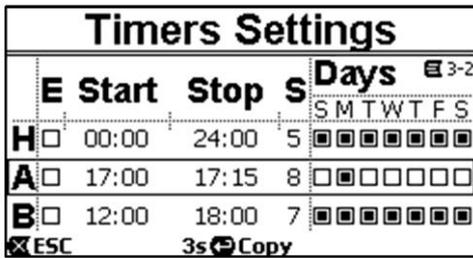 Timers Settings
E Start Stop S Days 3-2
S M T W T F S
H 00:00 24:00 5
A 17:00 17:15 8
B 12:00 18:00 7
ESC 3s Copy